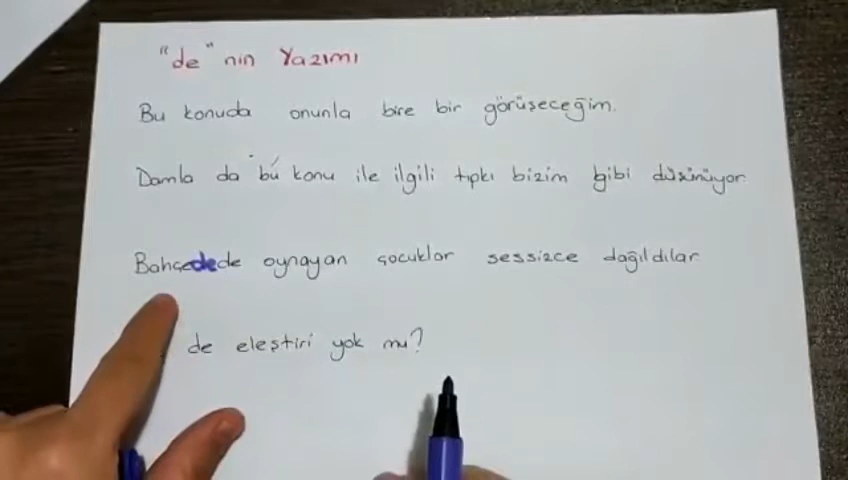 "de" nin Yazımı
Bu konuda onunla bire bir görüşeceğim.
Damla da bu konu ile ilgili tıpkı bizim gibi düşünüyor.
Bahçedede oynayan çocuklar sessizce dağıldılar
de eleştiri yok mu?